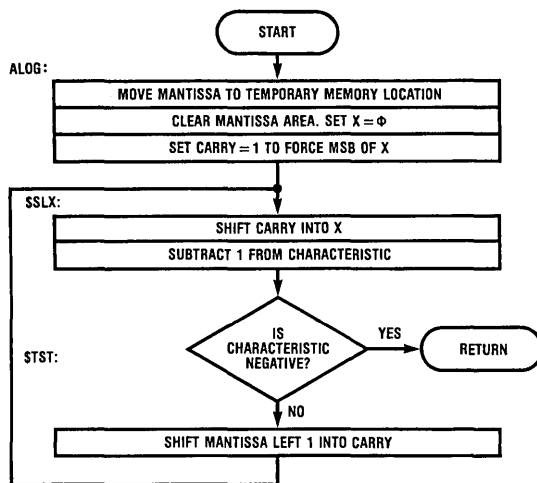 START
ALOG:
MOVE MANTISSA TO TEMPORARY MEMORY LOCATION
CLEAR MANTISSA AREA. SET X = Φ
SET CARRY = 1 TO FORCE MSB OF X
$SLX:
SHIFT CARRY INTO X
SUBTRACT 1 FROM CHARACTERISTIC
$TST:
IS
CHARACTERISTIC
NEGATIVE?
YES
RETURN
NO
SHIFT MANTISSA LEFT 1 INTO CARRY